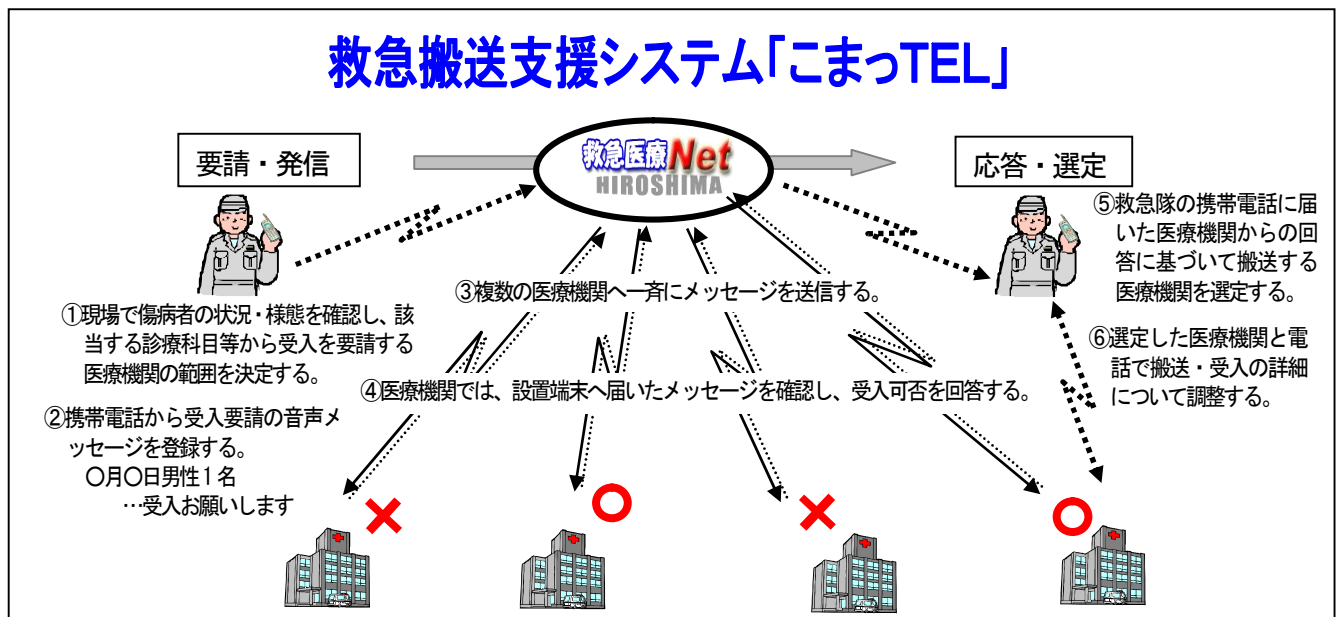 救急搬送支援システム「こまっTEL」
要請・発信
救急医療Net
HIROSHIMA
応答・選定
①現場で傷病者の状況・様態を確認し、該
当する診療科目等から受入を要請する
医療機関の範囲を決定する。
②携帯電話から受入要請の音声メ
ッセージを登録する。
〇月〇日男性1名
…受入お願いします
③複数の医療機関へ一斉にメッセージを送信する。
④医療機関では、設置端末へ届いたメッセージを確認し、受入可否を回答する。
⑤救急隊の携帯電話に届
いた医療機関からの回
答に基づいて搬送する
医療機関を選定する。
⑥選定した医療機関と電
話で搬送・受入の詳細
について調整する。